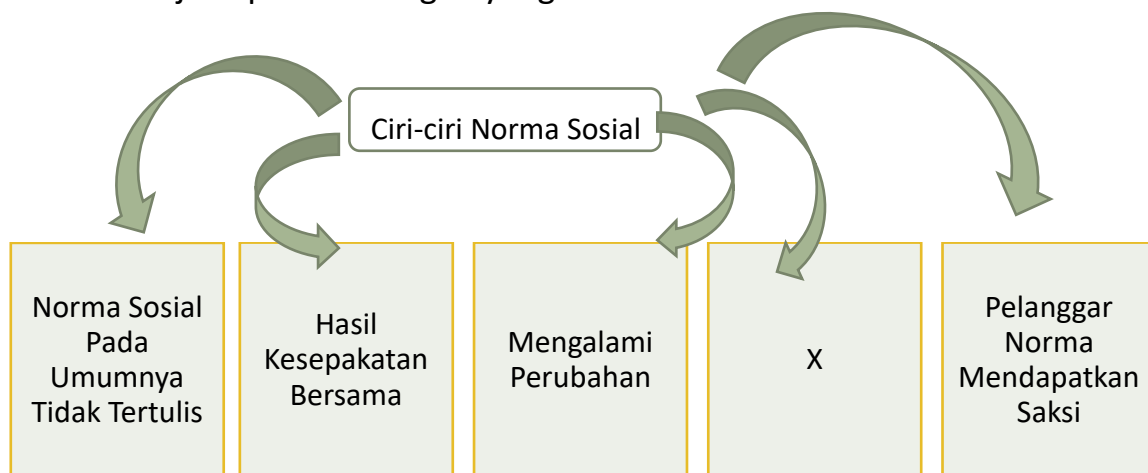 Ciri-ciri Norma Sosial
Norma Sosial
Pada
Umumnya
Tidak Tertulis
Hasil
Kesepakatan
Bersama
Mengalami
Perubahan
X
Pelanggar
Norma
Mendapatkan
Saksi